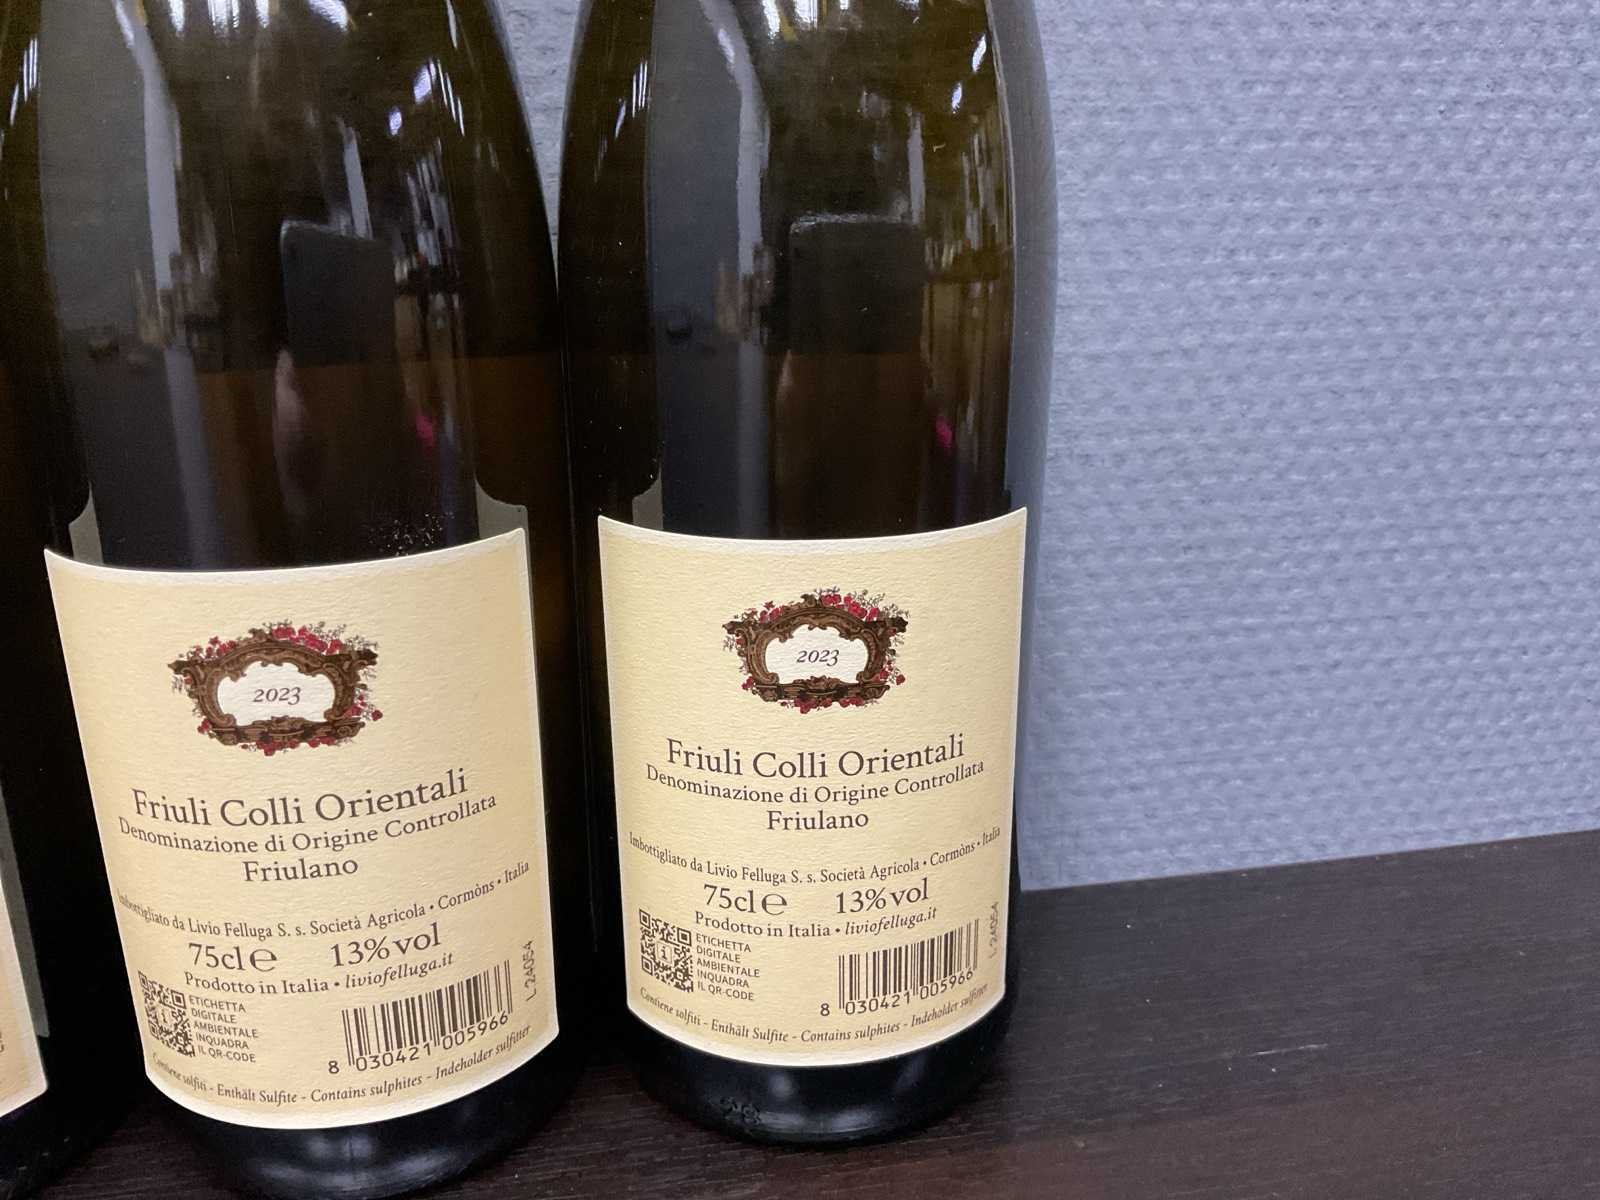 2023
Friuli Colli Orientali
Denominazione di Origine Controllata
Friulano
Imbottigliato da Livio Felluga S. s. Società Agricola • Cormòns • Italia
75cl e 13% vol
Prodotto in Italia • liviofelluga.it
ETICHETTA
DIGITALE
AMBIENTALE
INQUADRA
IL QR-CODE
8 030421 005966
L 24054
Contiene solfiti - Enthält Sulfite - Contains sulphites - Indeholder sulfitter
2023
Friuli Colli Orientali
Denominazione di Origine Controllata
Friulano
Imbottigliato da Livio Felluga S. s. Società Agricola • Cormòns • Italia
75cl e 13% vol
Prodotto in Italia • liviofelluga.it
ETICHETTA
DIGITALE
AMBIENTALE
INQUADRA
IL QR-CODE
8 030421 005966
L 24054
Contiene solfiti - Enthält Sulfite - Contains sulphites - Indeholder sulfitter